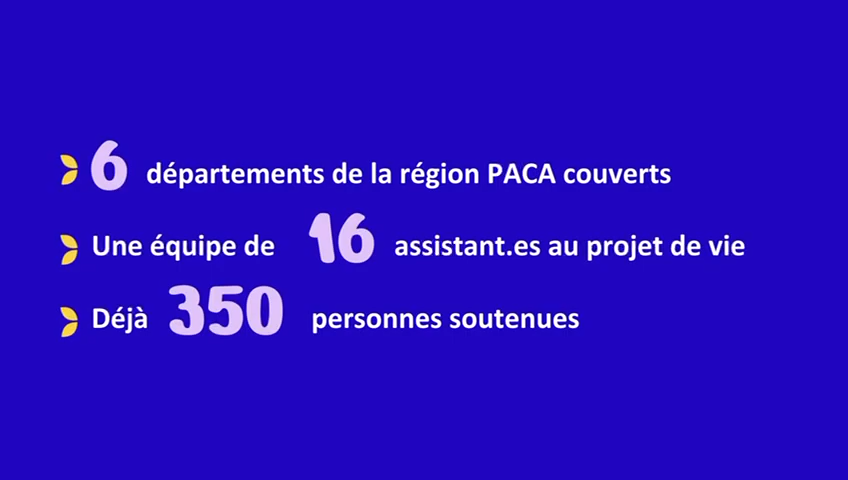 6 départements de la région PACA couverts
Une équipe de 16 assistant.es au projet de vie
Déjà 350 personnes soutenues